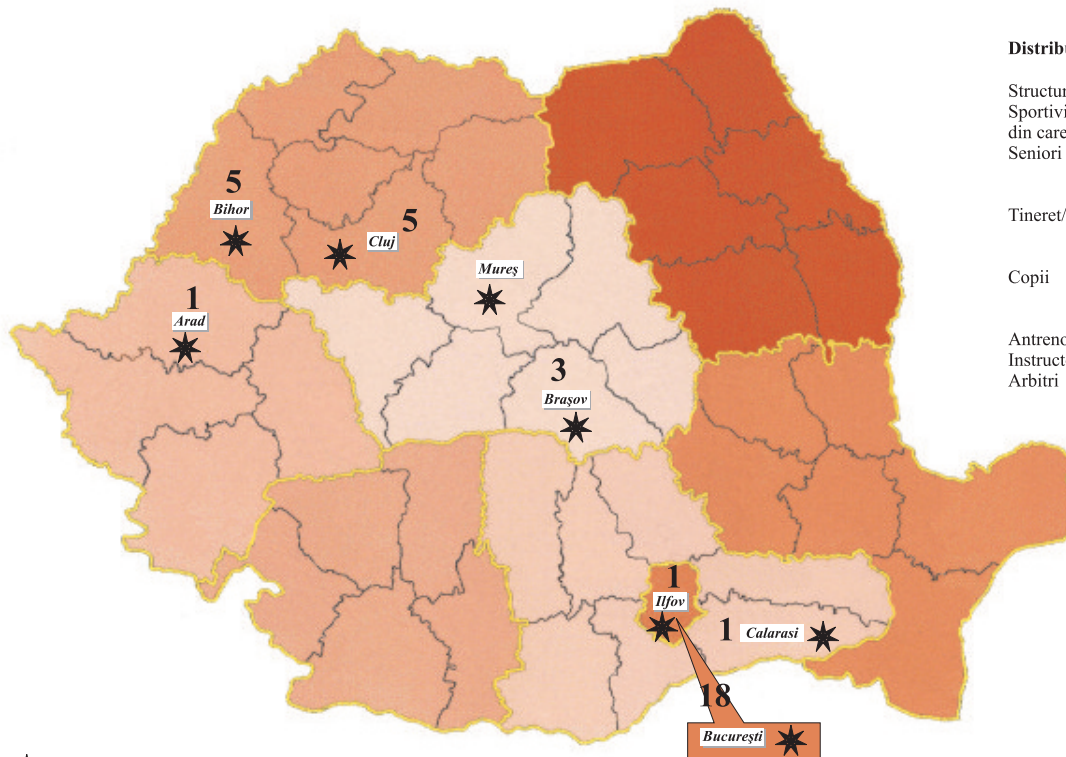 Distribu
Structur
Sportivi
din care
Seniori
Tineret/
Copii
Antreno
Instructo
Arbitri
5
Bihor
5
Cluj
Mureş
1
Arad
3
Braşov
1
Ilfov
1 Calarasi
18
Bucureşti